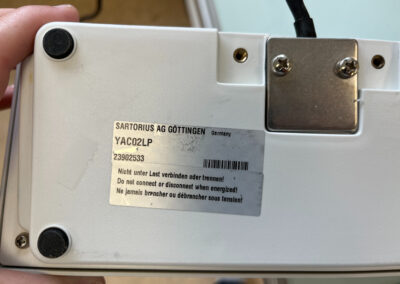 SARTORIUS AG GÖTTINGEN Germany
YAC02LP
23902533
Nicht unter Last verbinden oder trennen!
Do not connect or disconnect when energized!
Ne jamais brancher ou débrancher sous tension!